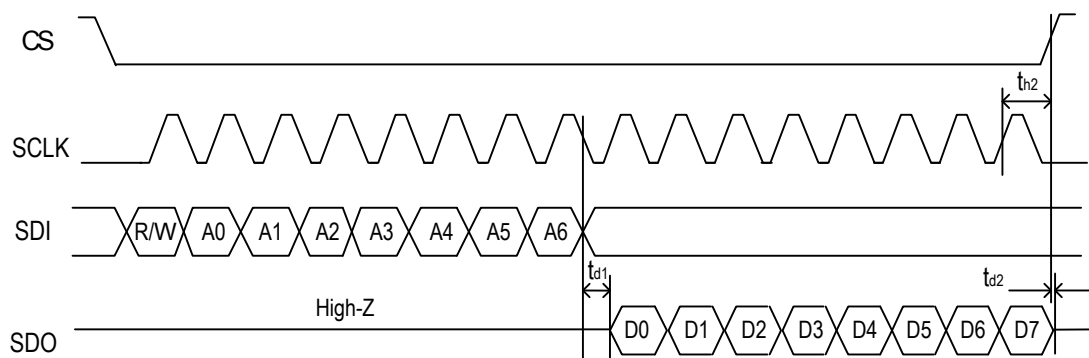 CS
th2
SCLK
SDI R/W A0 A1 A2 A3 A4 A5 A6
td1 td2
High-Z
SDO D0 D1 D2 D3 D4 D5 D6 D7